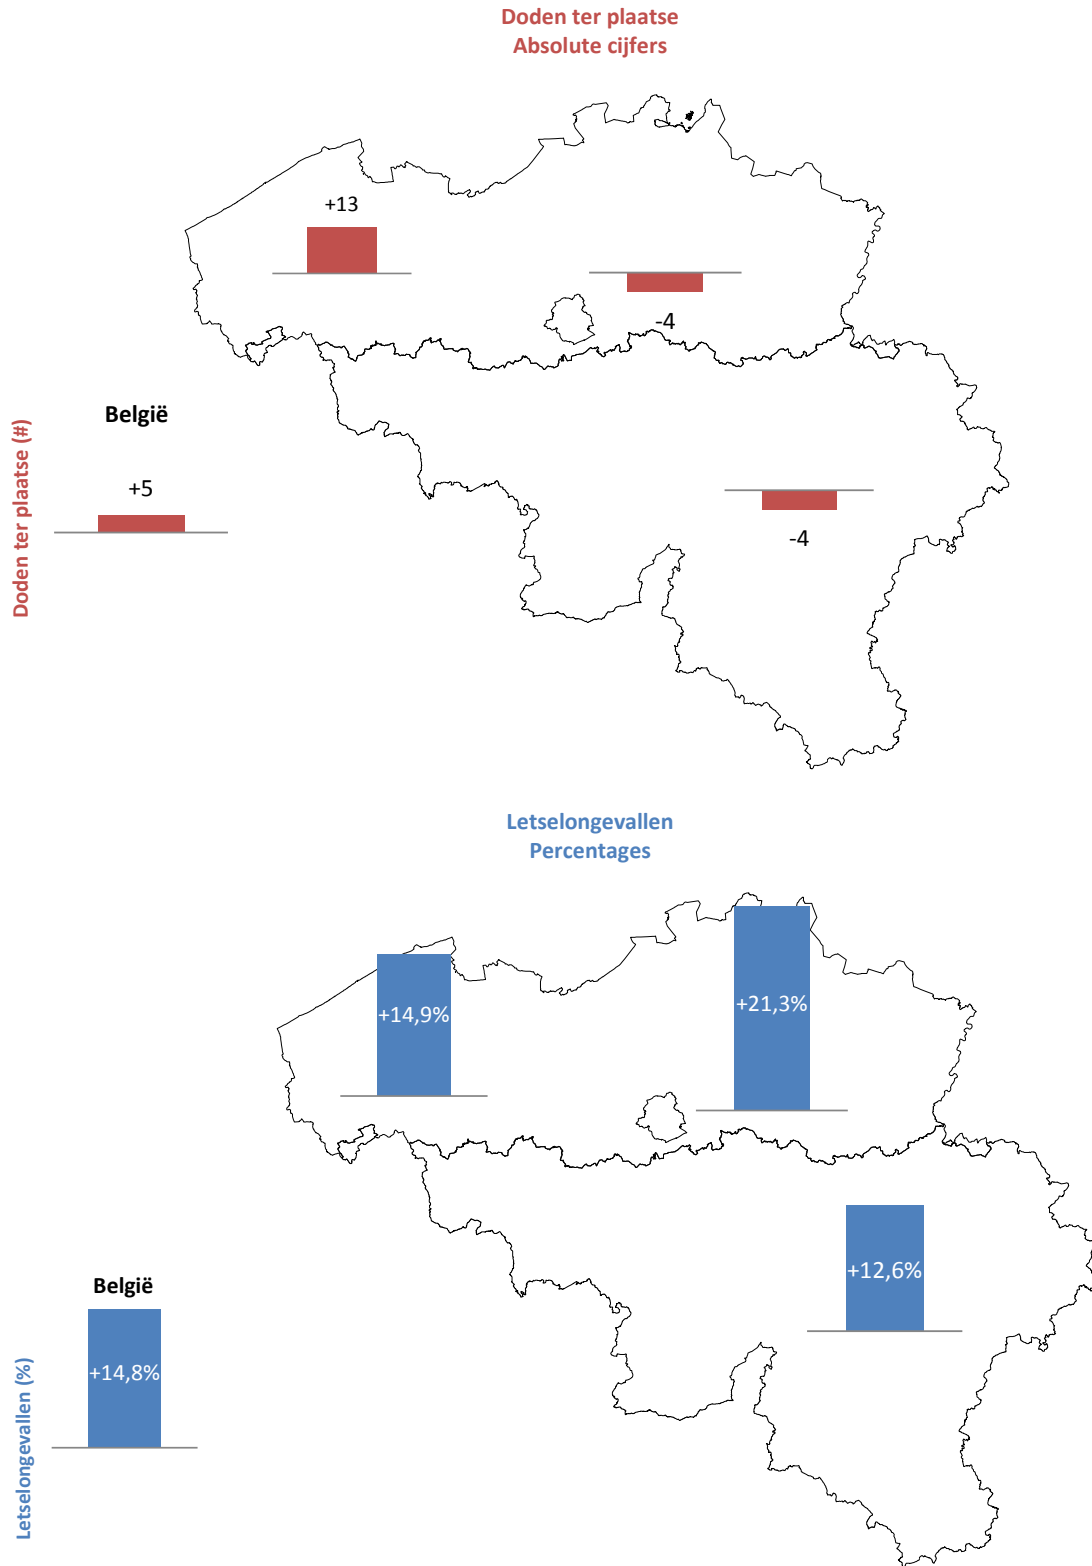 Doden ter plaatse
Absolute cijfers
+13
-4
België
+5
-4
Doden ter plaatse (#)
Letselongevallen
Percentages
+14,9%
+21,3%
+12,6%
België
+14,8%
Letselongevallen (%)